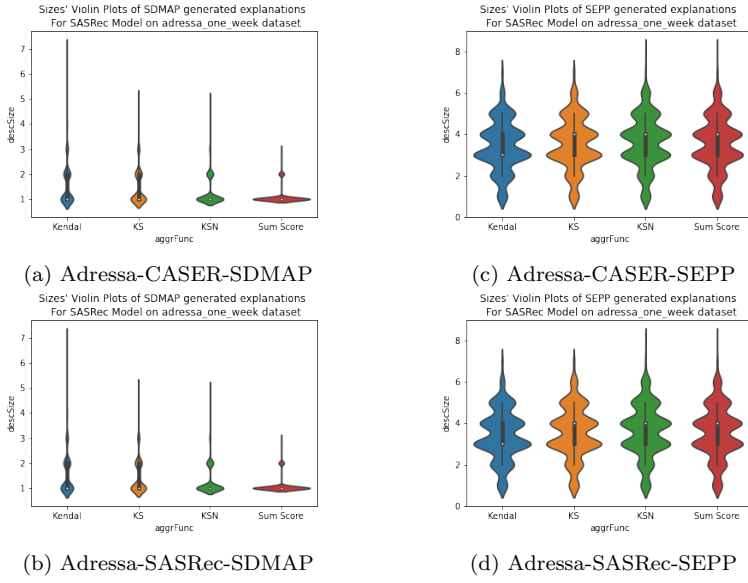 Sizes' Violin Plots of SDMAP generated explanations
For SASRec Model on adressa_one_week dataset
descSize
7
6
5
4
3
2
1
Kendal KS KSN Sum Score
aggrFunc
(a) Adressa-CASER-SDMAP
Sizes' Violin Plots of SEPP generated explanations
For SASRec Model on adressa_one_week dataset
descSize
8
6
4
2
0
Kendal KS KSN Sum Score
aggrFunc
(c) Adressa-CASER-SEPP
Sizes' Violin Plots of SDMAP generated explanations
For SASRec Model on adressa_one_week dataset
descSize
7
6
5
4
3
2
1
Kendal KS KSN Sum Score
aggrFunc
(b) Adressa-SASRec-SDMAP
Sizes' Violin Plots of SEPP generated explanations
For SASRec Model on adressa_one_week dataset
descSize
8
6
4
2
0
Kendal KS KSN Sum Score
aggrFunc
(d) Adressa-SASRec-SEPP